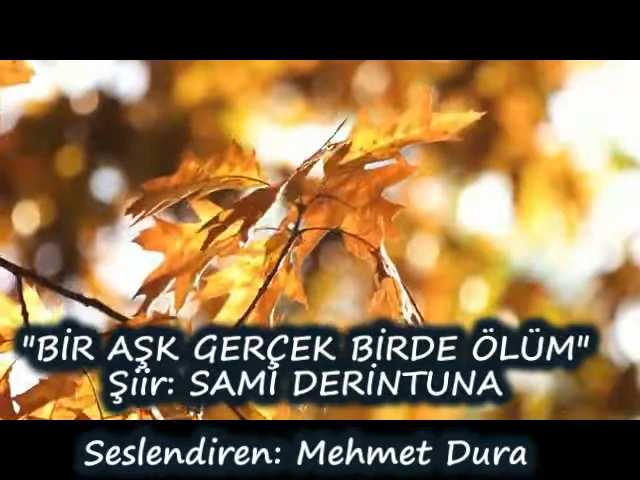 "BİR AŞK GERÇEK BİRDE ÖLÜM"
Şiir: SAMİ DERİNTUNA
Seslendiren: Mehmet Dura